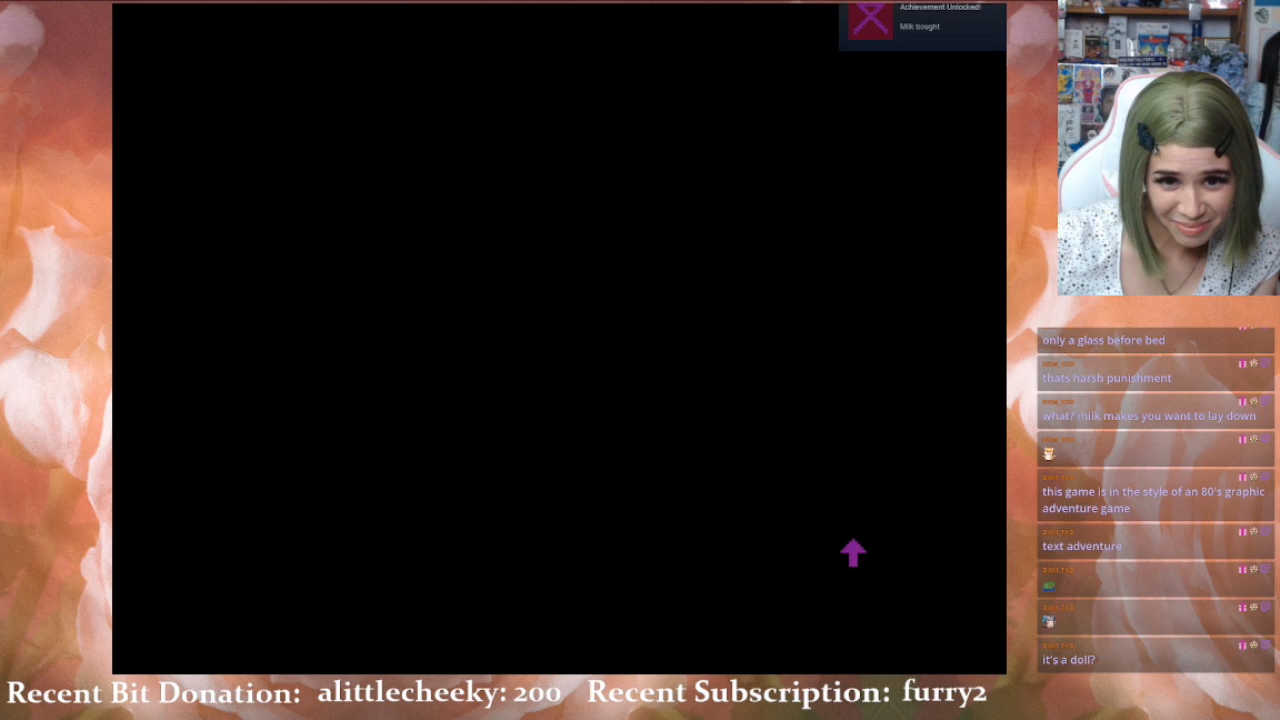 Achievement Unlocked!
Milk bought
only a glass before bed
thats harsh punishment
what? milk makes you want to lay down
this game is in the style of an 80's graphic
adventure game
text adventure
it's a doll?
Recent Bit Donation: alittlecheeky: 200 Recent Subscription: furry2